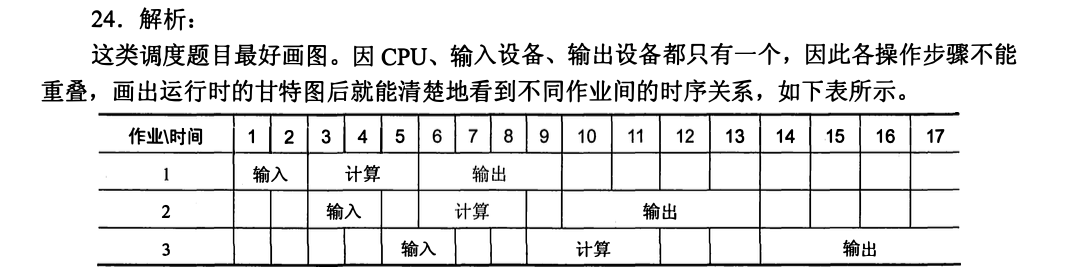 24．解析：
这类调度题目最好画图。因 CPU、输入设备、输出设备都只有一个，因此各操作步骤不能
重叠，画出运行时的甘特图后就能清楚地看到不同作业间的时序关系，如下表所示。
作业\时间 1 2 3 4 5 6 7 8 9 10 11 12 13 14 15 16 17
1 输入 计算 输出
2 输入 计算 输出
3 输入 计算 输出